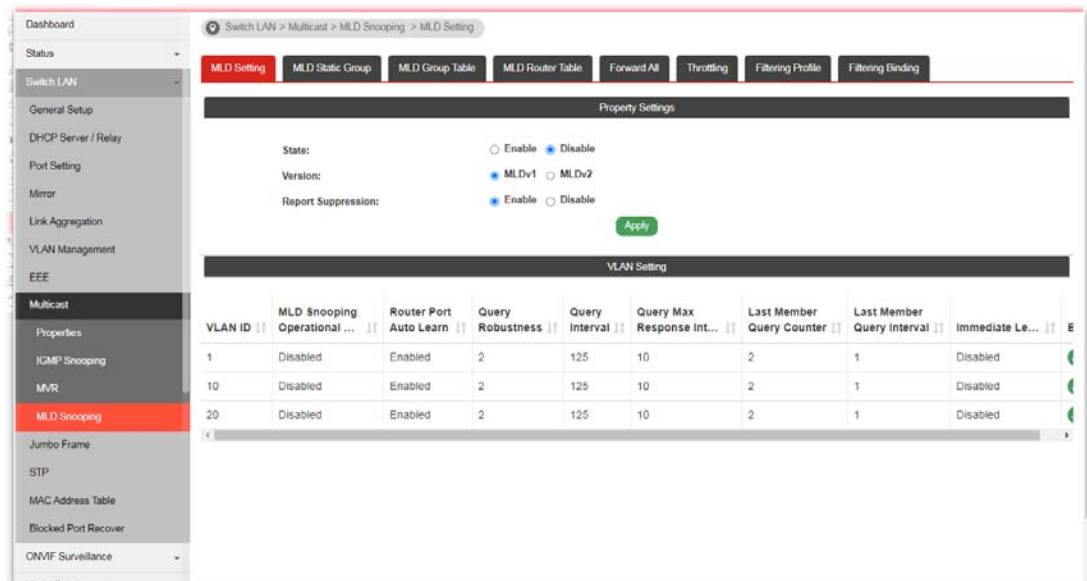 Dashboard
Status
Switch LAN
General Setup
DHCP Server / Relay
Port Setting
Mirror
Link Aggregation
VLAN Management
EEE
Multicast
Properties
IGMP Snooping
MVR
MLD Snooping
Jumbo Frame
STP
MAC Address Table
Blocked Port Recover
ONVIF Surveillance
Switch LAN > Multicast > MLD Snooping > MLD Setting
MLD Setting MLD Static Group MLD Group Table MLD Router Table Forward All Throttling Filtering Profile Filtering Binding
Property Settings
State: Enable Disable
Version: MLDv1 MLDv2
Report Suppression: Enable Disable
Apply
VLAN Setting
VLAN ID MLD Snooping Operational ... Router Port Auto Learn Query Robustness Query Interval Query Max Response Int... Last Member Query Counter Last Member Query Interval Immediate Le... E
1 Disabled Enabled 2 125 10 2 1 Disabled
10 Disabled Enabled 2 125 10 2 1 Disabled
20 Disabled Enabled 2 125 10 2 1 Disabled